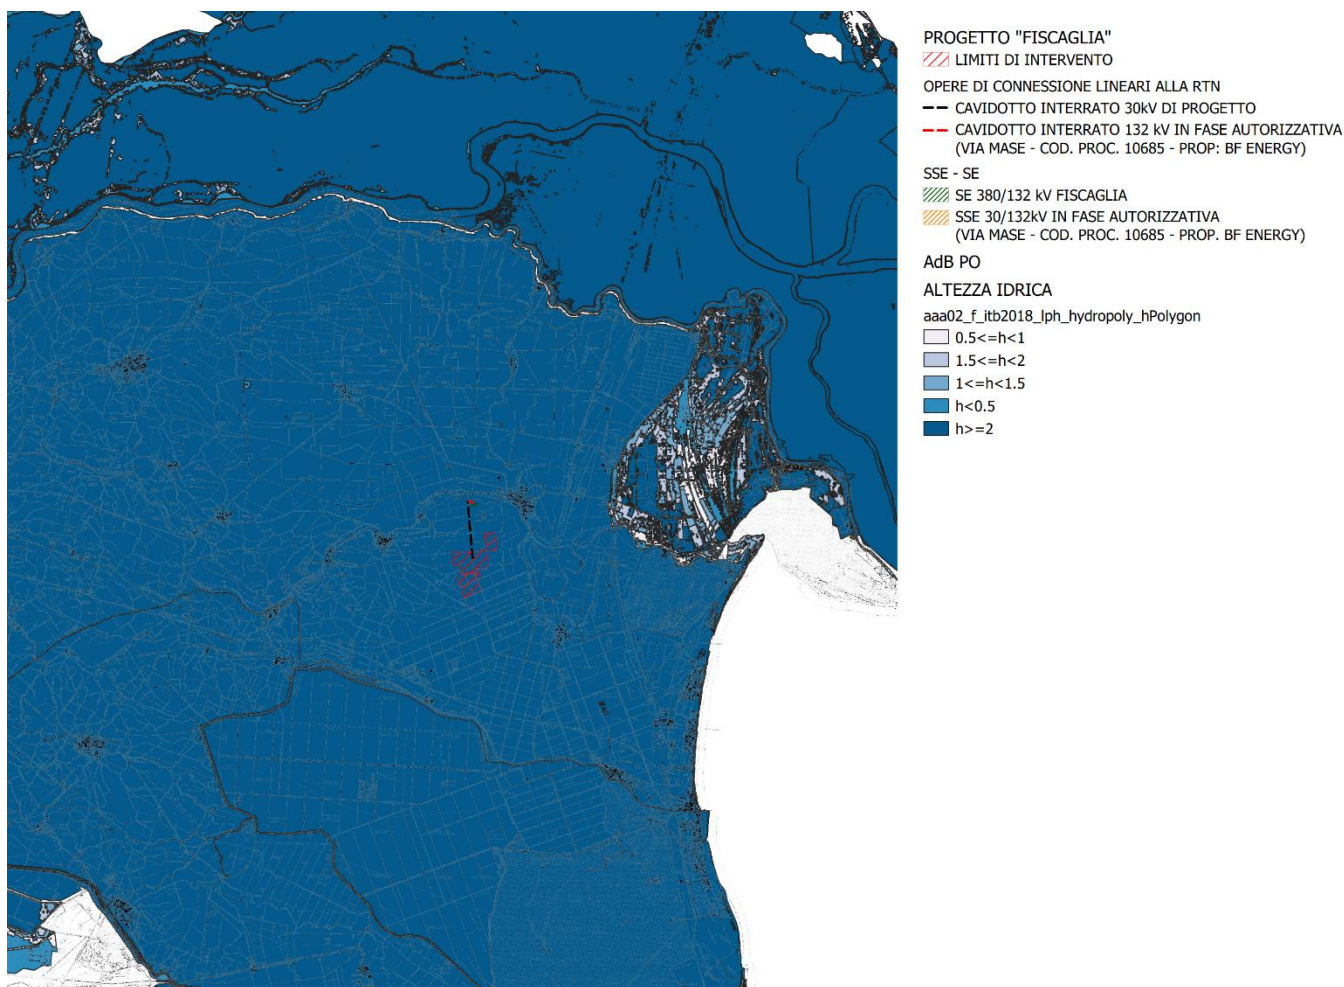 PROGETTO "FISCAGLIA"
LIMITI DI INTERVENTO
OPERE DI CONNESSIONE LINEARI ALLA RTN
CAVIDOTTO INTERRATO 30kV DI PROGETTO
CAVIDOTTO INTERRATO 132 kV IN FASE AUTORIZZATIVA
(VIA MASE - COD. PROC. 10685 - PROP: BF ENERGY)
SSE - SE
SE 380/132 kV FISCAGLIA
SSE 30/132kV IN FASE AUTORIZZATIVA
(VIA MASE - COD. PROC. 10685 - PROP. BF ENERGY)
AdB PO
ALTEZZA IDRICA
aaa02_f_itb2018_lph_hydropoly_hPolygon
0.5<=h<1
1.5<=h<2
1<=h<1.5
h<0.5
h>=2